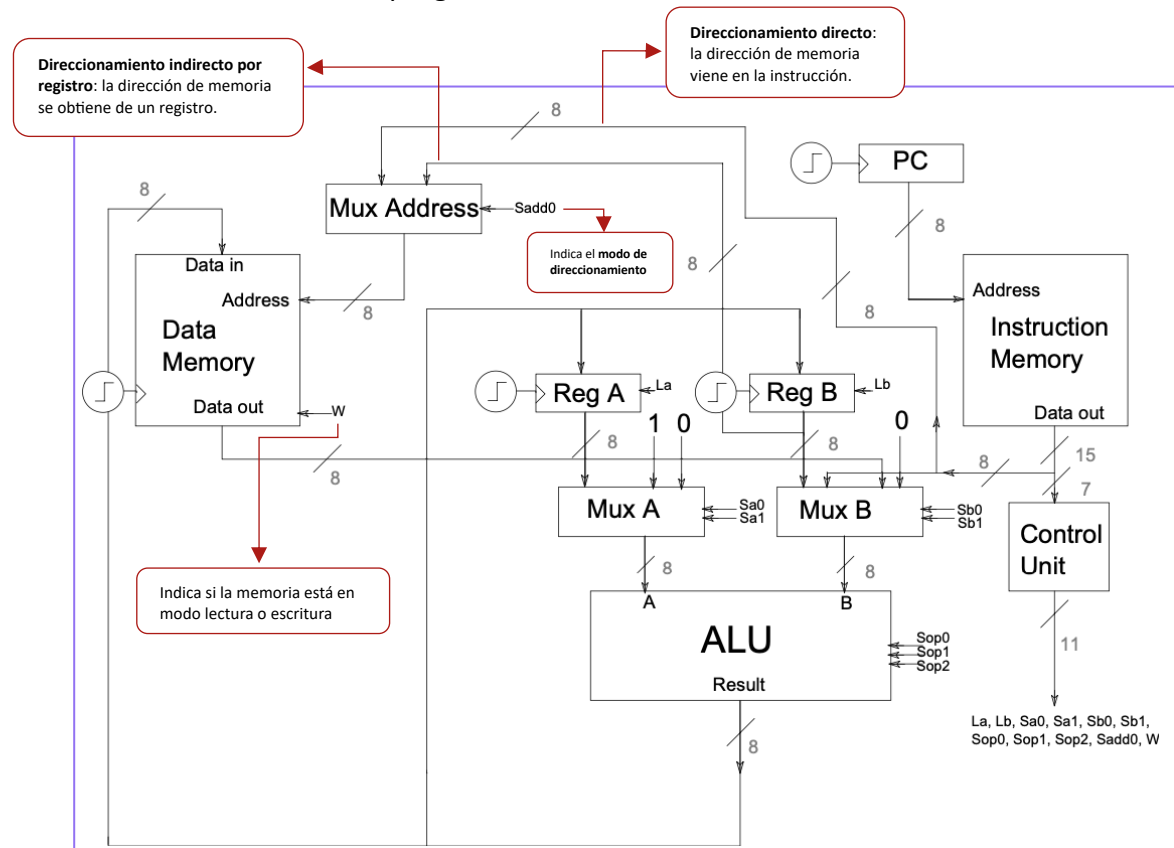 Direccionamiento directo:
la dirección de memoria
viene en la instrucción.
Direccionamiento indirecto por
registro: la dirección de memoria
se obtiene de un registro.
8
PC
8
Mux Address
Sadd0
8
Indica el modo de
direccionamiento
8
8
8
Data in
Address
8
Data
Memory
Data out
W
8
Address
Instruction
Memory
Data out
Reg A
La
Reg B
Lb
1 0
0
8
8
15
8
7
Mux A
Sa0
Sa1
Mux B
Sb0
Sb1
Control
Unit
Indica si la memoria está en
modo lectura o escritura
8
8
A
B
ALU
Sop0
Sop1
Sop2
Result
11
8
La, Lb, Sa0, Sa1, Sb0, Sb1,
Sop0, Sop1, Sop2, Sadd0, W